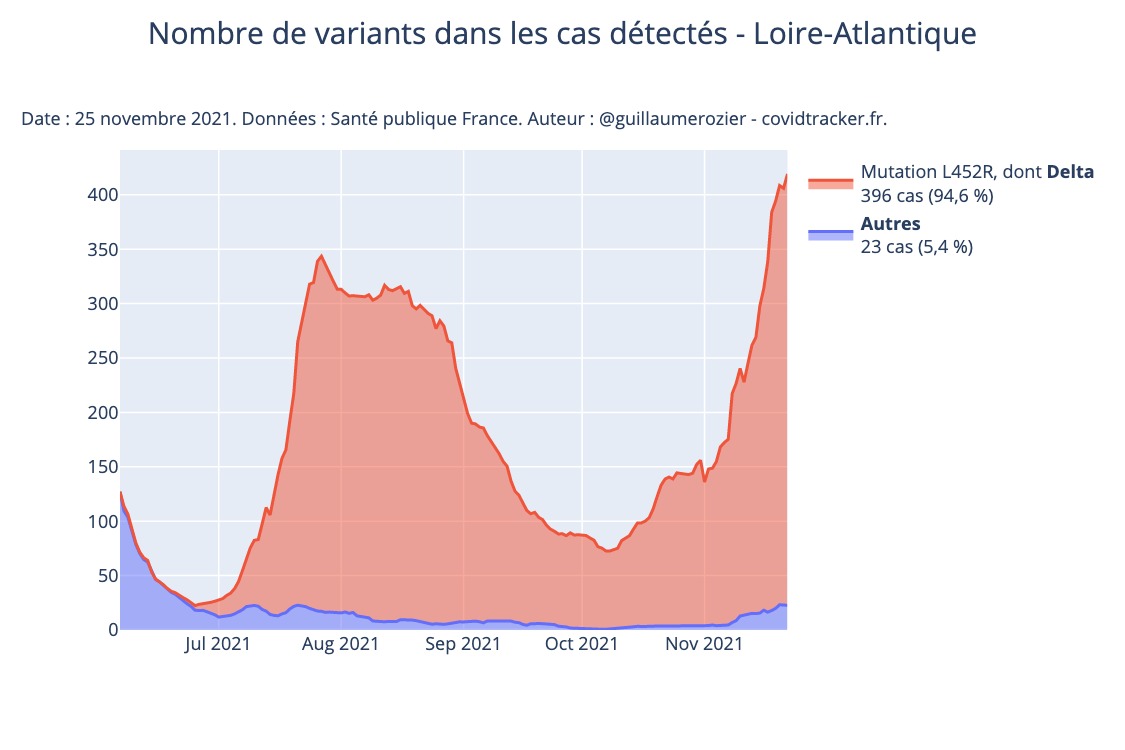 Nombre de variants dans les cas détectés - Loire-Atlantique
Date : 25 novembre 2021. Données : Santé publique France. Auteur : @guillaumerozier - covidtracker.fr.
Mutation L452R, dont Delta
396 cas (94,6 %)
Autres
23 cas (5,4 %)
400
350
300
250
200
150
100
50
0
Jul 2021
Aug 2021
Sep 2021
Oct 2021
Nov 2021